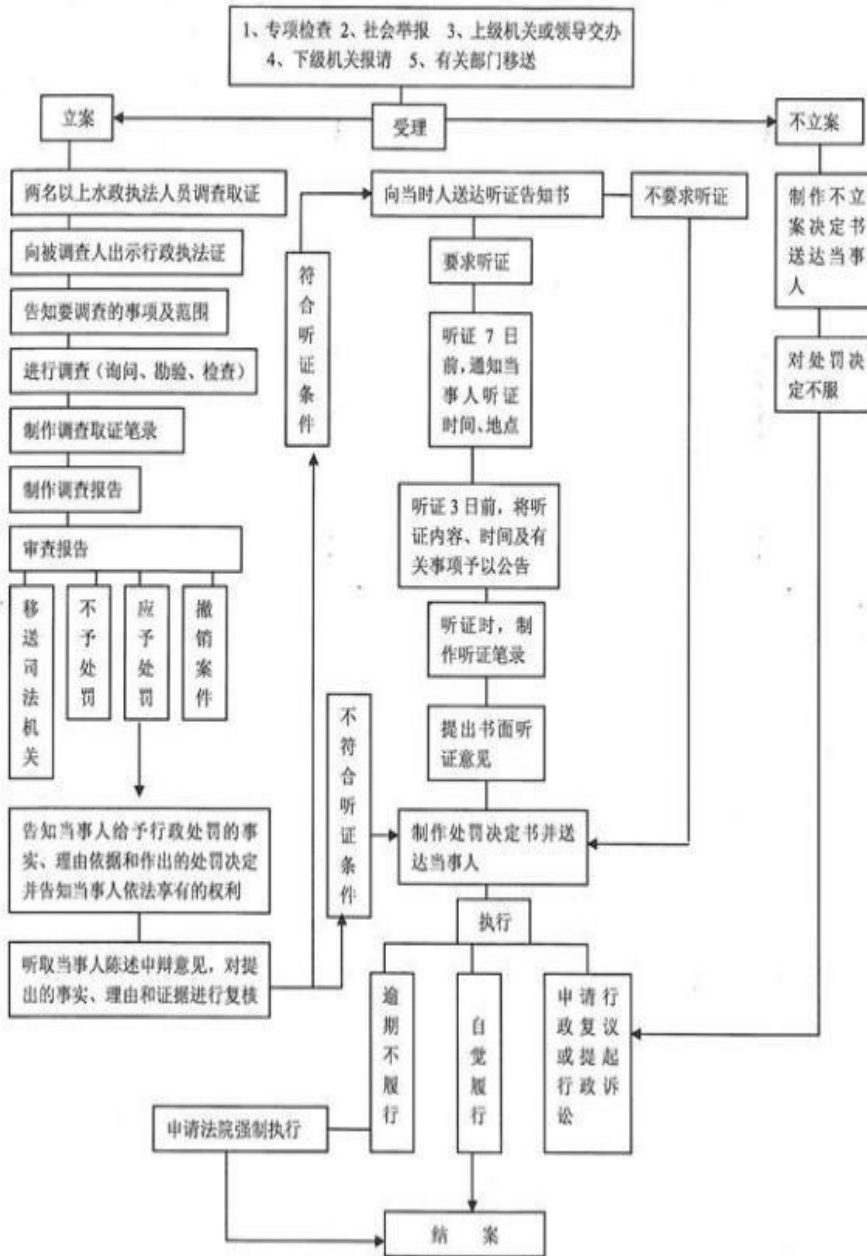 1、专项检查 2、社会举报 3、上级机关或领导交办
4、下级机关报请 5、有关部门移送
受理
立案
不立案
两名以上水政执法人员调查取证
向被调查人出示行政执法证
告知要调查的事项及范围
进行调查（询问、勘验、检查）
制作调查取证笔录
制作调查报告
审查报告
移送司法机关
不予处罚
应予处罚
撤销案件
告知当事人给予行政处罚的事
实、理由依据和作出的处罚决定
并告知当事人依法享有的权利
听取当事人陈述申辩意见，对提
出的事实、理由和证据进行复核
符合听证条件
不符合听证条件
向当时人送达听证告知书
不要求听证
要求听证
听证 7 日
前，通知当
事人听证
时间、地点
听证 3 日前，将听
证内容、时间及有
关事项予以公告
听证时，制
作听证笔录
提出书面听
证意见
制作处罚决定书并送
达当事人
执行
逾期不履行
自觉履行
申请行
政复议
或提起
行政诉
讼
制作不立
案决定书
送达当事
人
对处罚决
定不服
申请法院强制执行
结 案